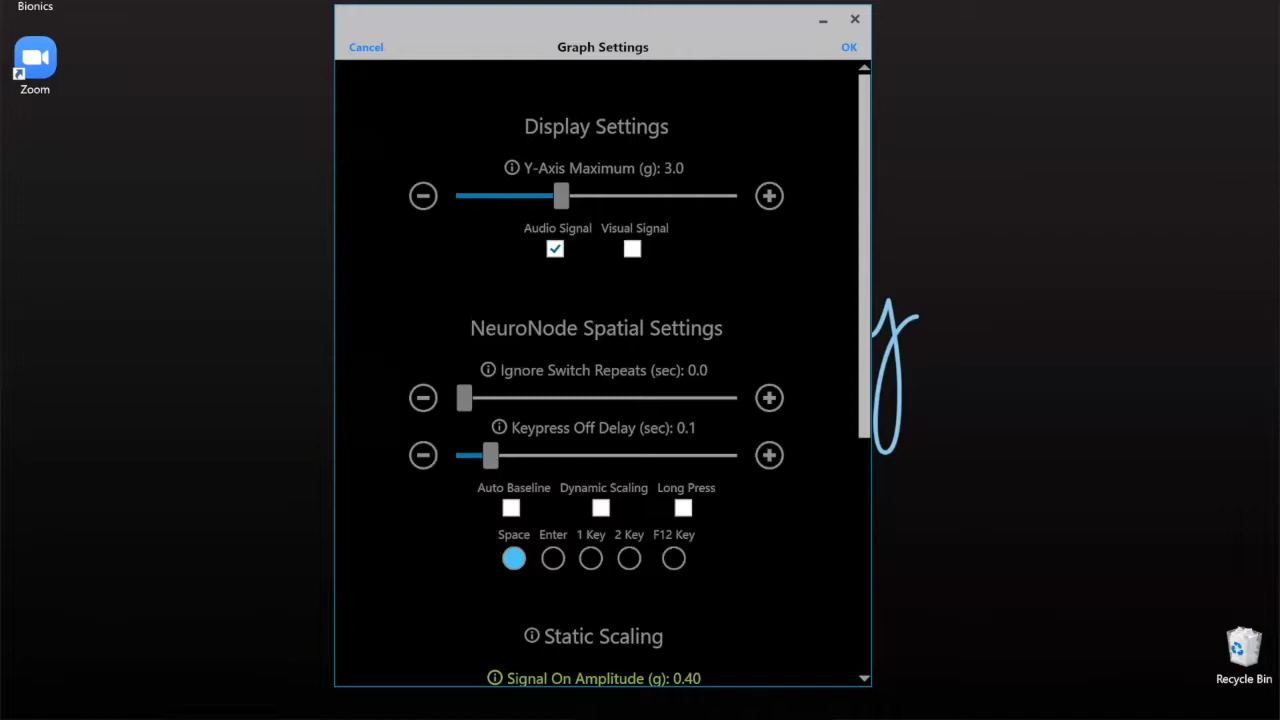 Bionics
Zoom
Cancel
Graph Settings
OK
Display Settings
Y-Axis Maximum (g): 3.0
Audio Signal Visual Signal
NeuroNode Spatial Settings
Ignore Switch Repeats (sec): 0.0
Keypress Off Delay (sec): 0.1
Auto Baseline Dynamic Scaling Long Press
Space Enter 1 Key 2 Key F12 Key
Static Scaling
Signal On Amplitude (g): 0.40
Recycle Bin